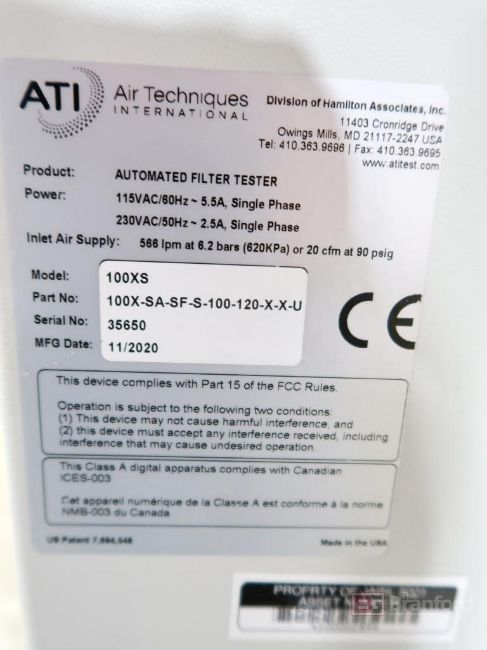 ATI Air Techniques
INTERNATIONAL
Division of Hamilton Associates, Inc.
11403 Cronridge Drive
Owings Mills, MD 21117-2247 USA
Tel: 410.363.9696 | Fax: 410.363.9695
www.atitest.com
Product: AUTOMATED FILTER TESTER
Power: 115VAC/60Hz ~ 5.5A, Single Phase
230VAC/50Hz ~ 2.5A, Single Phase
Inlet Air Supply: 566 lpm at 6.2 bars (620KPa) or 20 cfm at 90 psig
Model: 100XS
Part No: 100X-SA-SF-S-100-120-X-X-U
Serial No: 35650
MFG Date: 11/2020
CE
This device complies with Part 15 of the FCC Rules.
Operation is subject to the following two conditions:
(1) This device may not cause harmful interference, and
(2) this device must accept any interference received, including
interference that may cause undesired operation.
This Class A digital apparatus complies with Canadian
ICES-003
Cet appareil numérique de la Classe A est conforme à la norme
NMB-003 du Canada
US Patent 7,694,548
Made in the USA
PROPERTY OF
ASSET
The
Branford